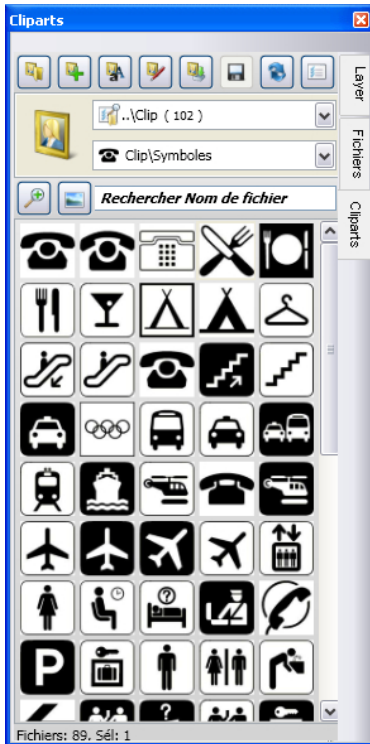 Cliparts
..\Clip ( 102 )
Clip\Symboles
Rechercher Nom de fichier
Layer
Fichiers
Cliparts
P
?
?
Fichiers: 89. Sél: 1